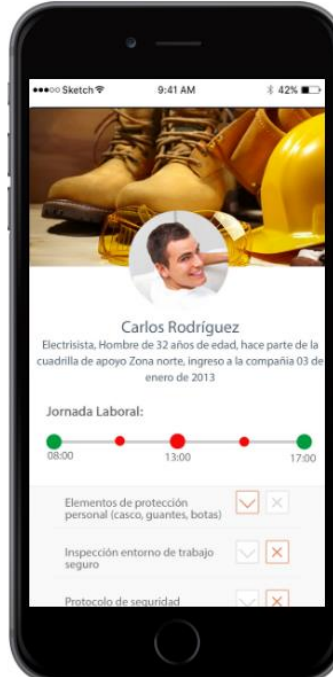 Sketch 9:41 AM 42%
Carlos Rodríguez
Electrisista, Hombre de 32 años de edad, hace parte de la
cuadrilla de apoyo Zona norte, ingreso a la compañia 03 de
enero de 2013
Jornada Laboral:
08:00 13:00 17:00
Elementos de protección
personal (casco, guantes, botas)
Inspección entorno de trabajo
seguro
Protocolo de seguridad